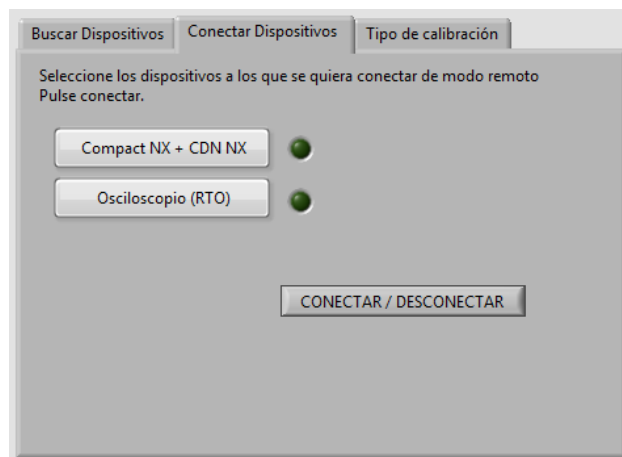 Buscar Dispositivos
Conectar Dispositivos
Tipo de calibración
Seleccione los dispositivos a los que se quiera conectar de modo remoto
Pulse conectar.
Compact NX + CDN NX
Osciloscopio (RTO)
CONECTAR / DESCONECTAR